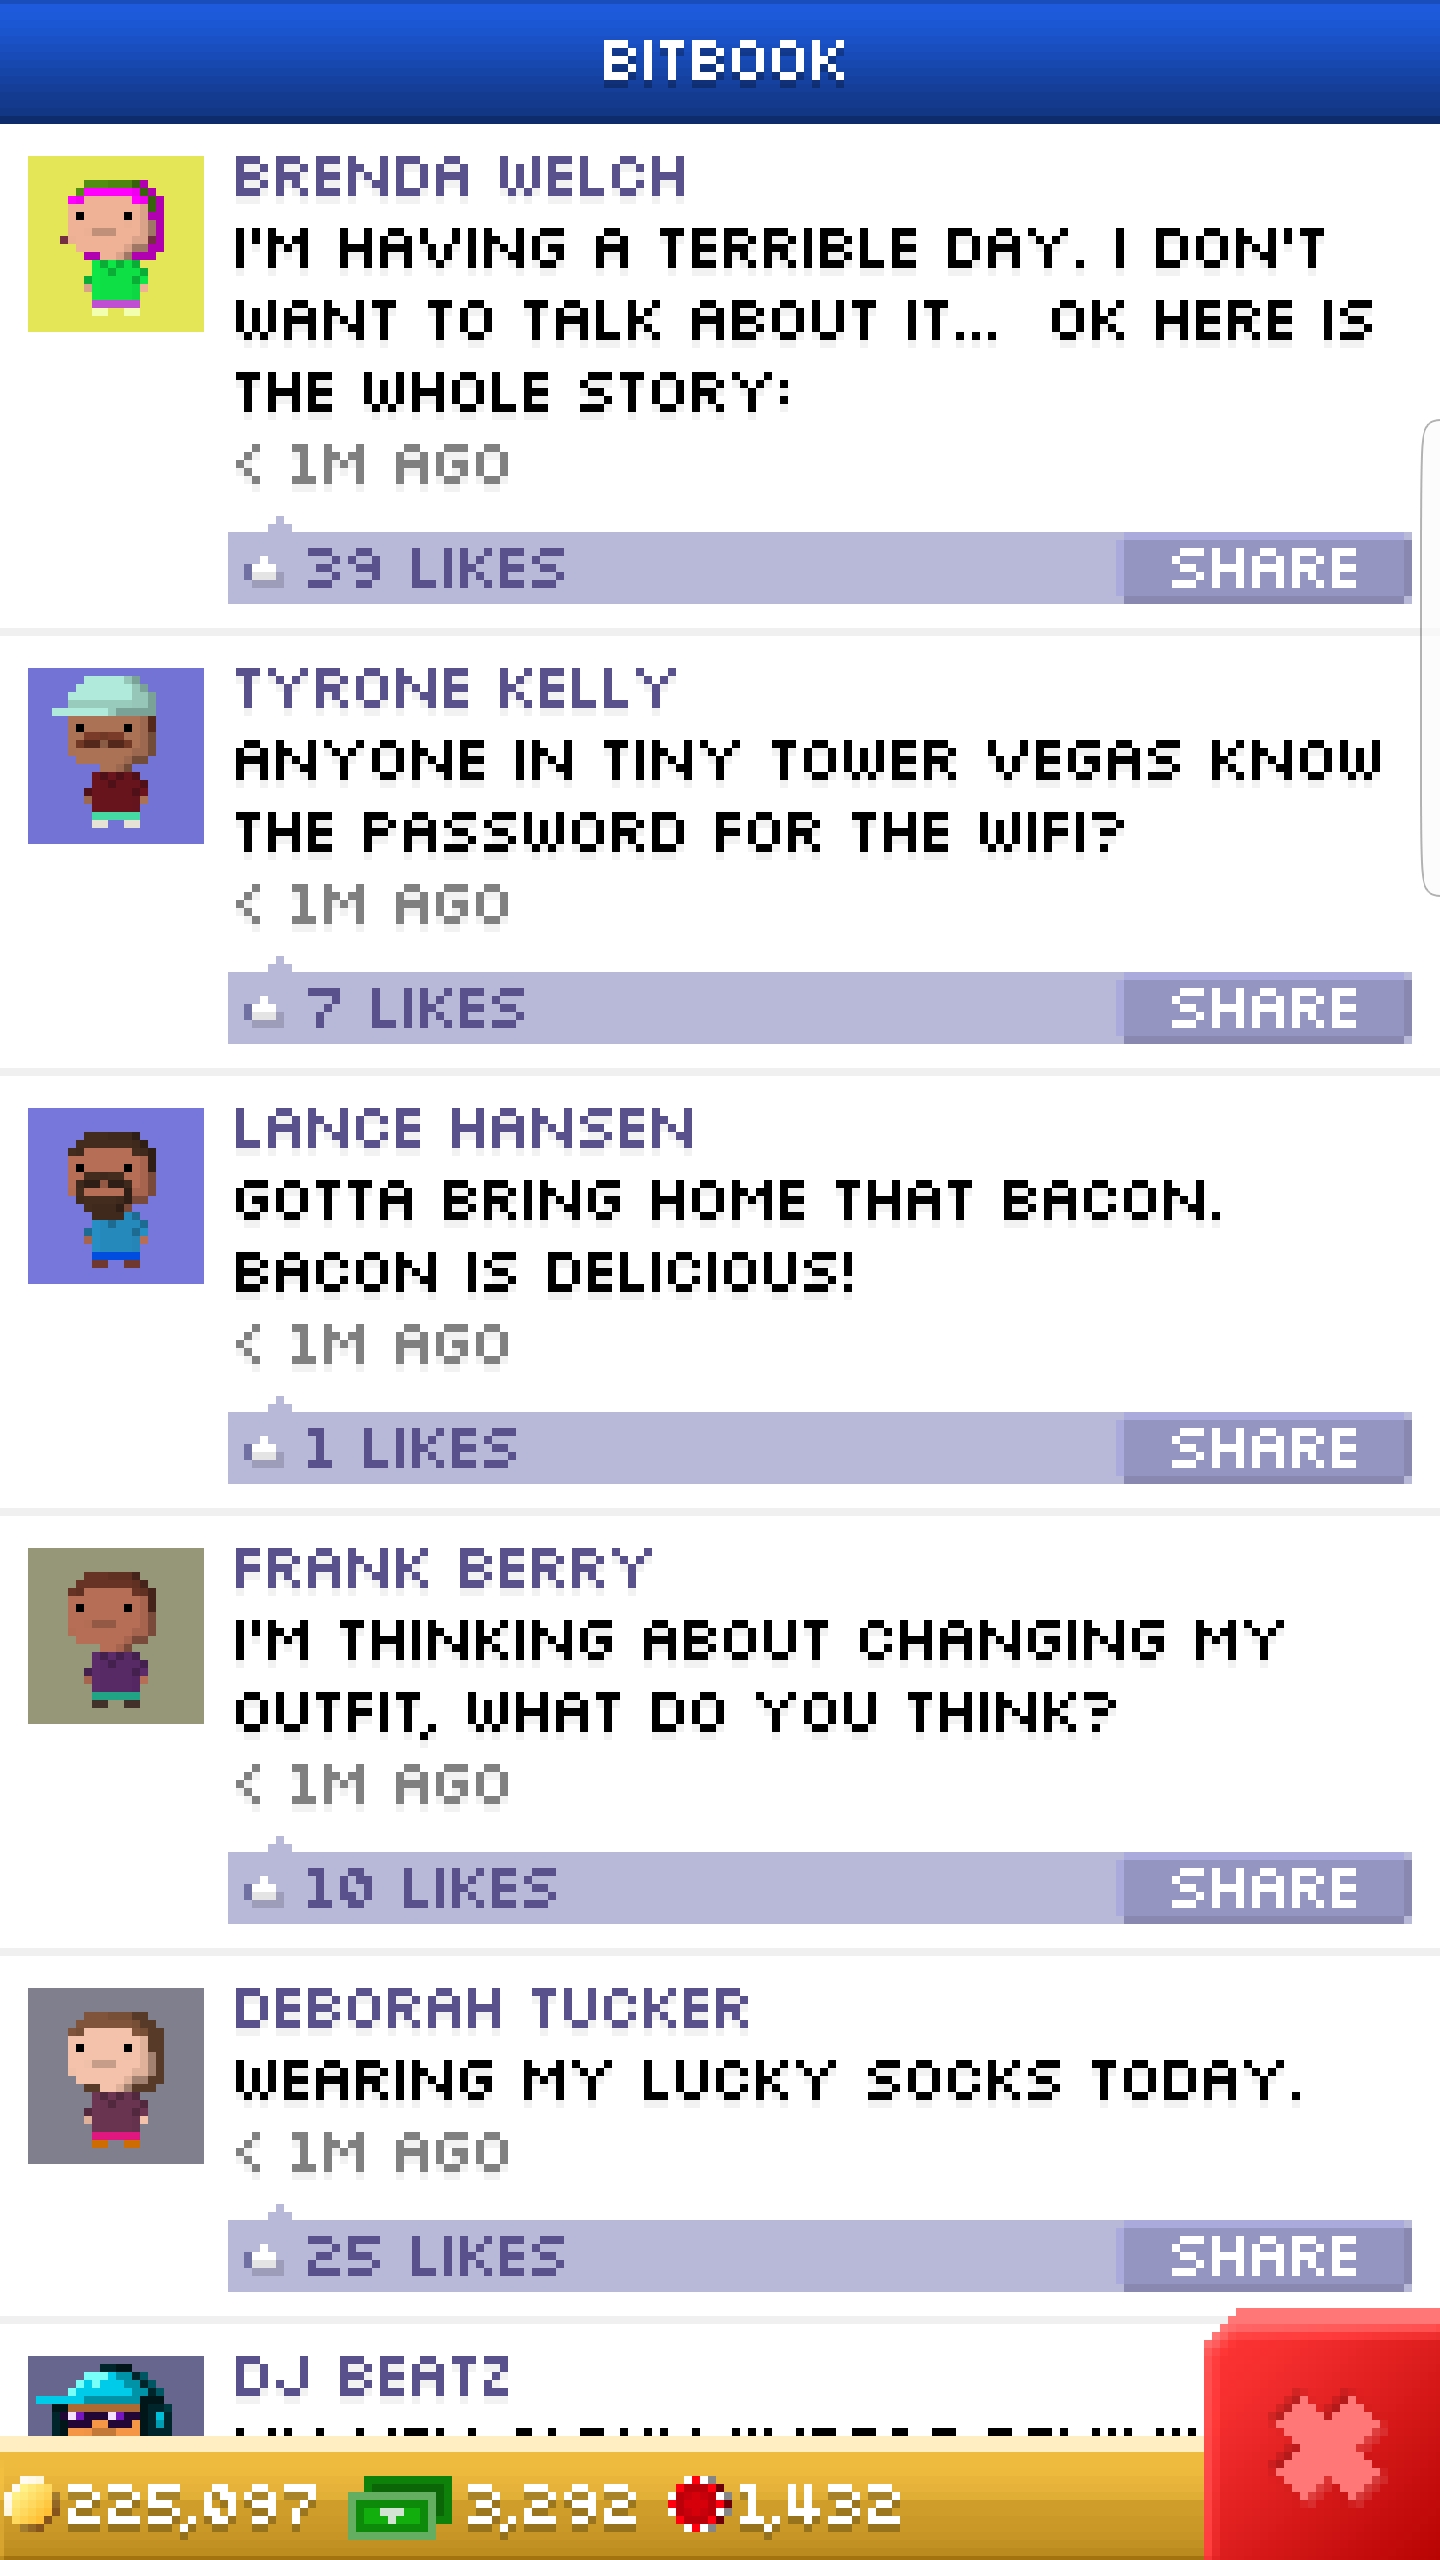 BITBOOK
BRENDA WELCH
I'M HAVING A TERRIBLE DAY. I DON'T
WANT TO TALK ABOUT IT... OK HERE IS
THE WHOLE STORY:
< 1M AGO
39 LIKES SHARE
TYRONE KELLY
ANYONE IN TINY TOWER VEGAS KNOW
THE PASSWORD FOR THE WIFI?
< 1M AGO
7 LIKES SHARE
LANCE HANSEN
GOTTA BRING HOME THAT BACON.
BACON IS DELICIOUS!
< 1M AGO
1 LIKES SHARE
FRANK BERRY
I'M THINKING ABOUT CHANGING MY
OUTFIT, WHAT DO YOU THINK?
< 1M AGO
10 LIKES SHARE
DEBORAH TUCKER
WEARING MY LUCKY SOCKS TODAY.
< 1M AGO
25 LIKES SHARE
DJ BEATZ
225,097 3,292 1,432